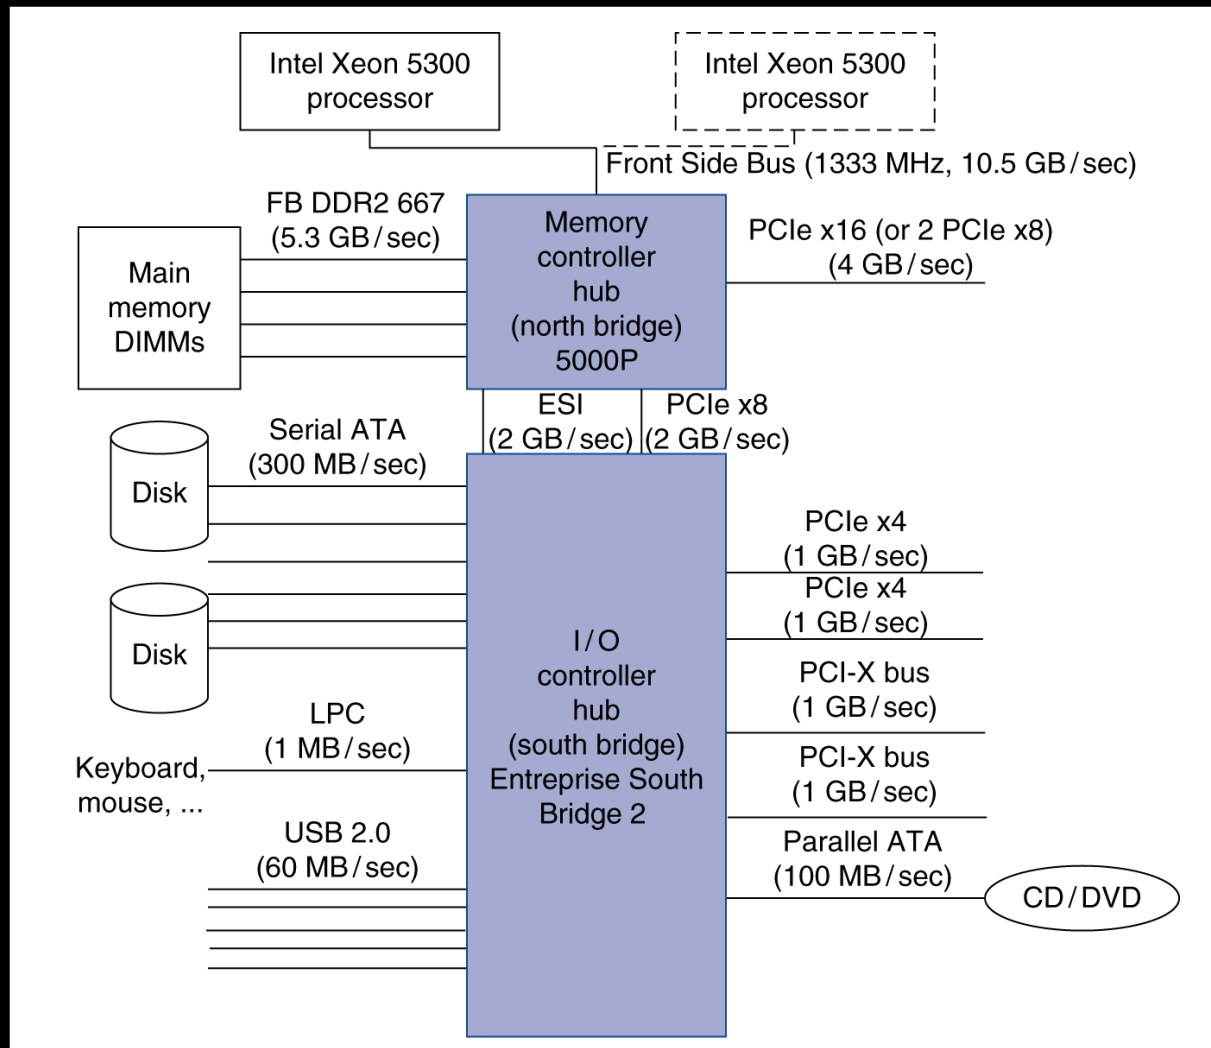 Intel Xeon 5300
processor
Intel Xeon 5300
processor
Front Side Bus (1333 MHz, 10.5 GB/sec)
FB DDR2 667
(5.3 GB/sec)
Main
memory
DIMMs
Memory
controller
hub
(north bridge)
5000P
PCIe x16 (or 2 PCIe x8)
(4 GB/sec)
ESI
(2 GB/sec)
PCIe x8
(2 GB/sec)
Serial ATA
(300 MB/sec)
Disk
Disk
LPC
(1 MB/sec)
Keyboard,
mouse, ...
USB 2.0
(60 MB/sec)
I/O
controller
hub
(south bridge)
Entreprise South
Bridge 2
PCIe x4
(1 GB/sec)
PCIe x4
(1 GB/sec)
PCI-X bus
(1 GB/sec)
PCI-X bus
(1 GB/sec)
Parallel ATA
(100 MB/sec)
CD/DVD